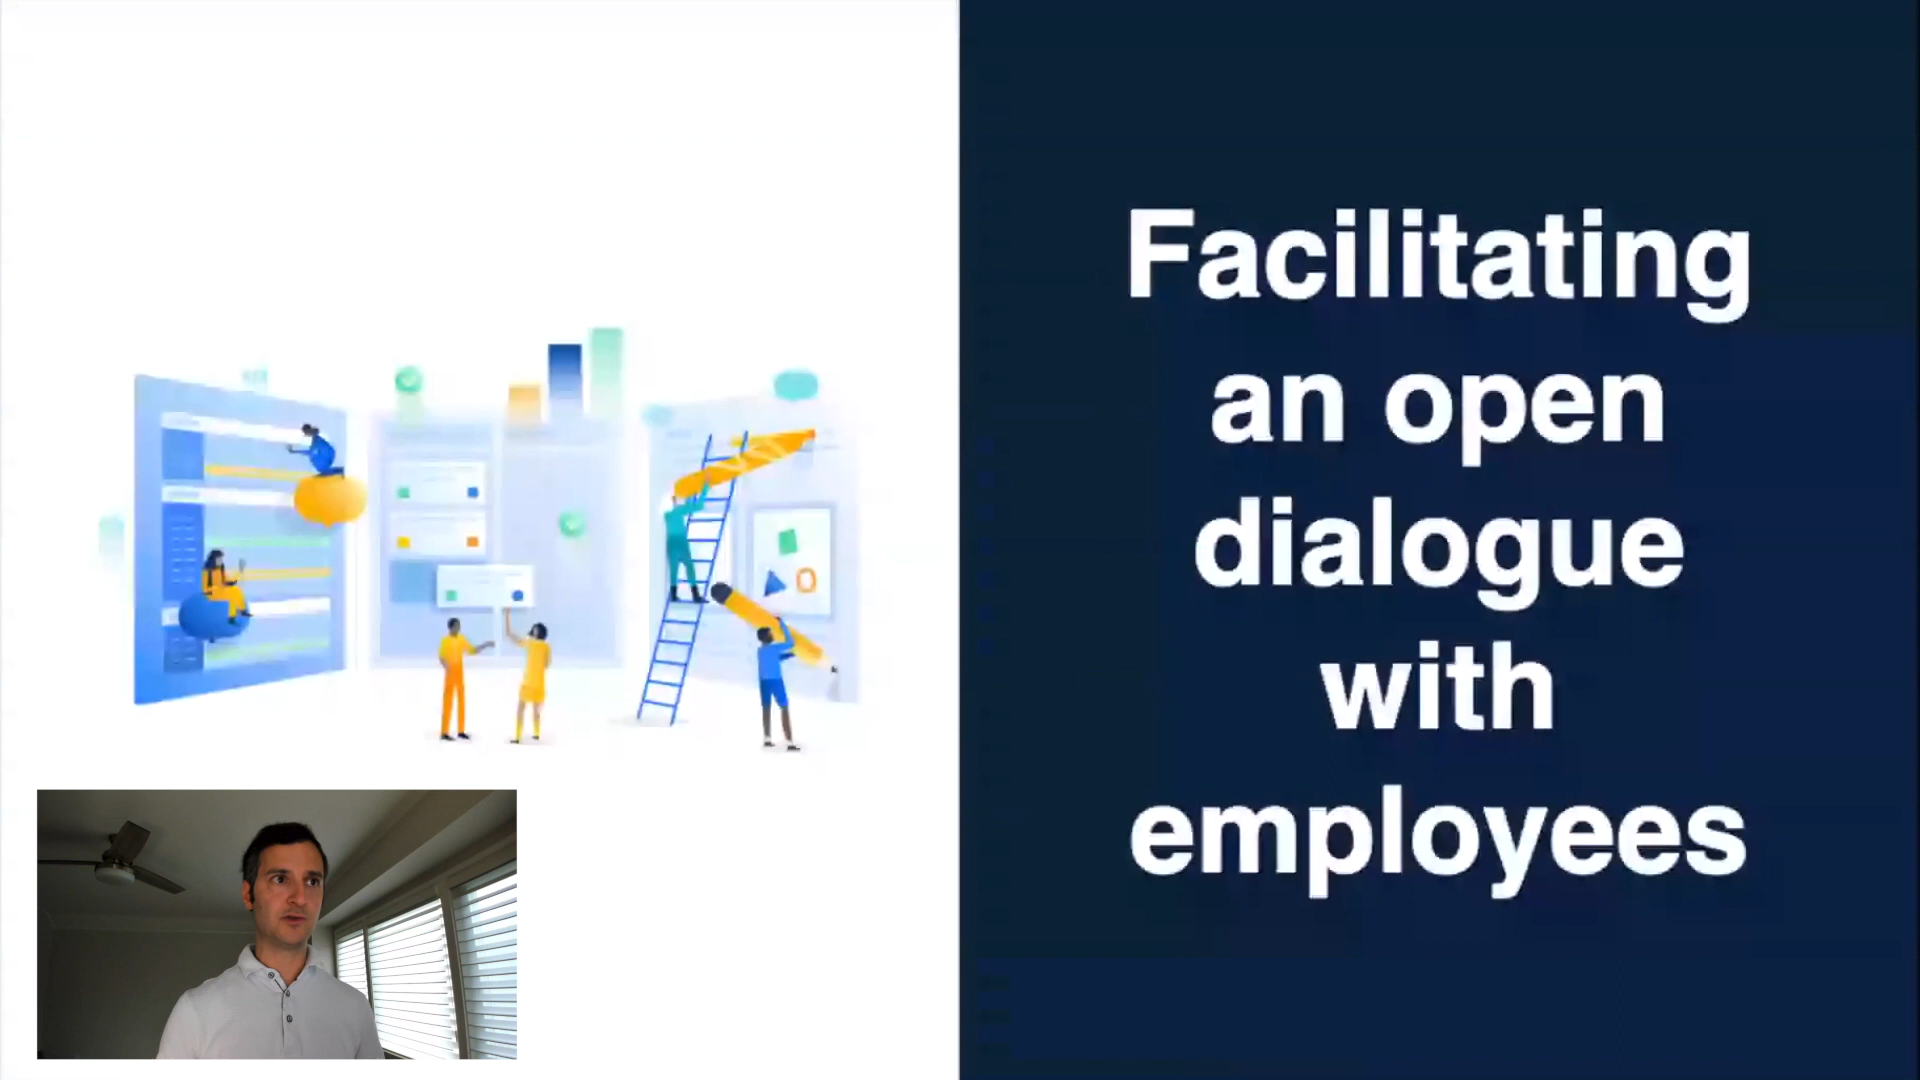 Facilitating
an open
dialogue
with
employees